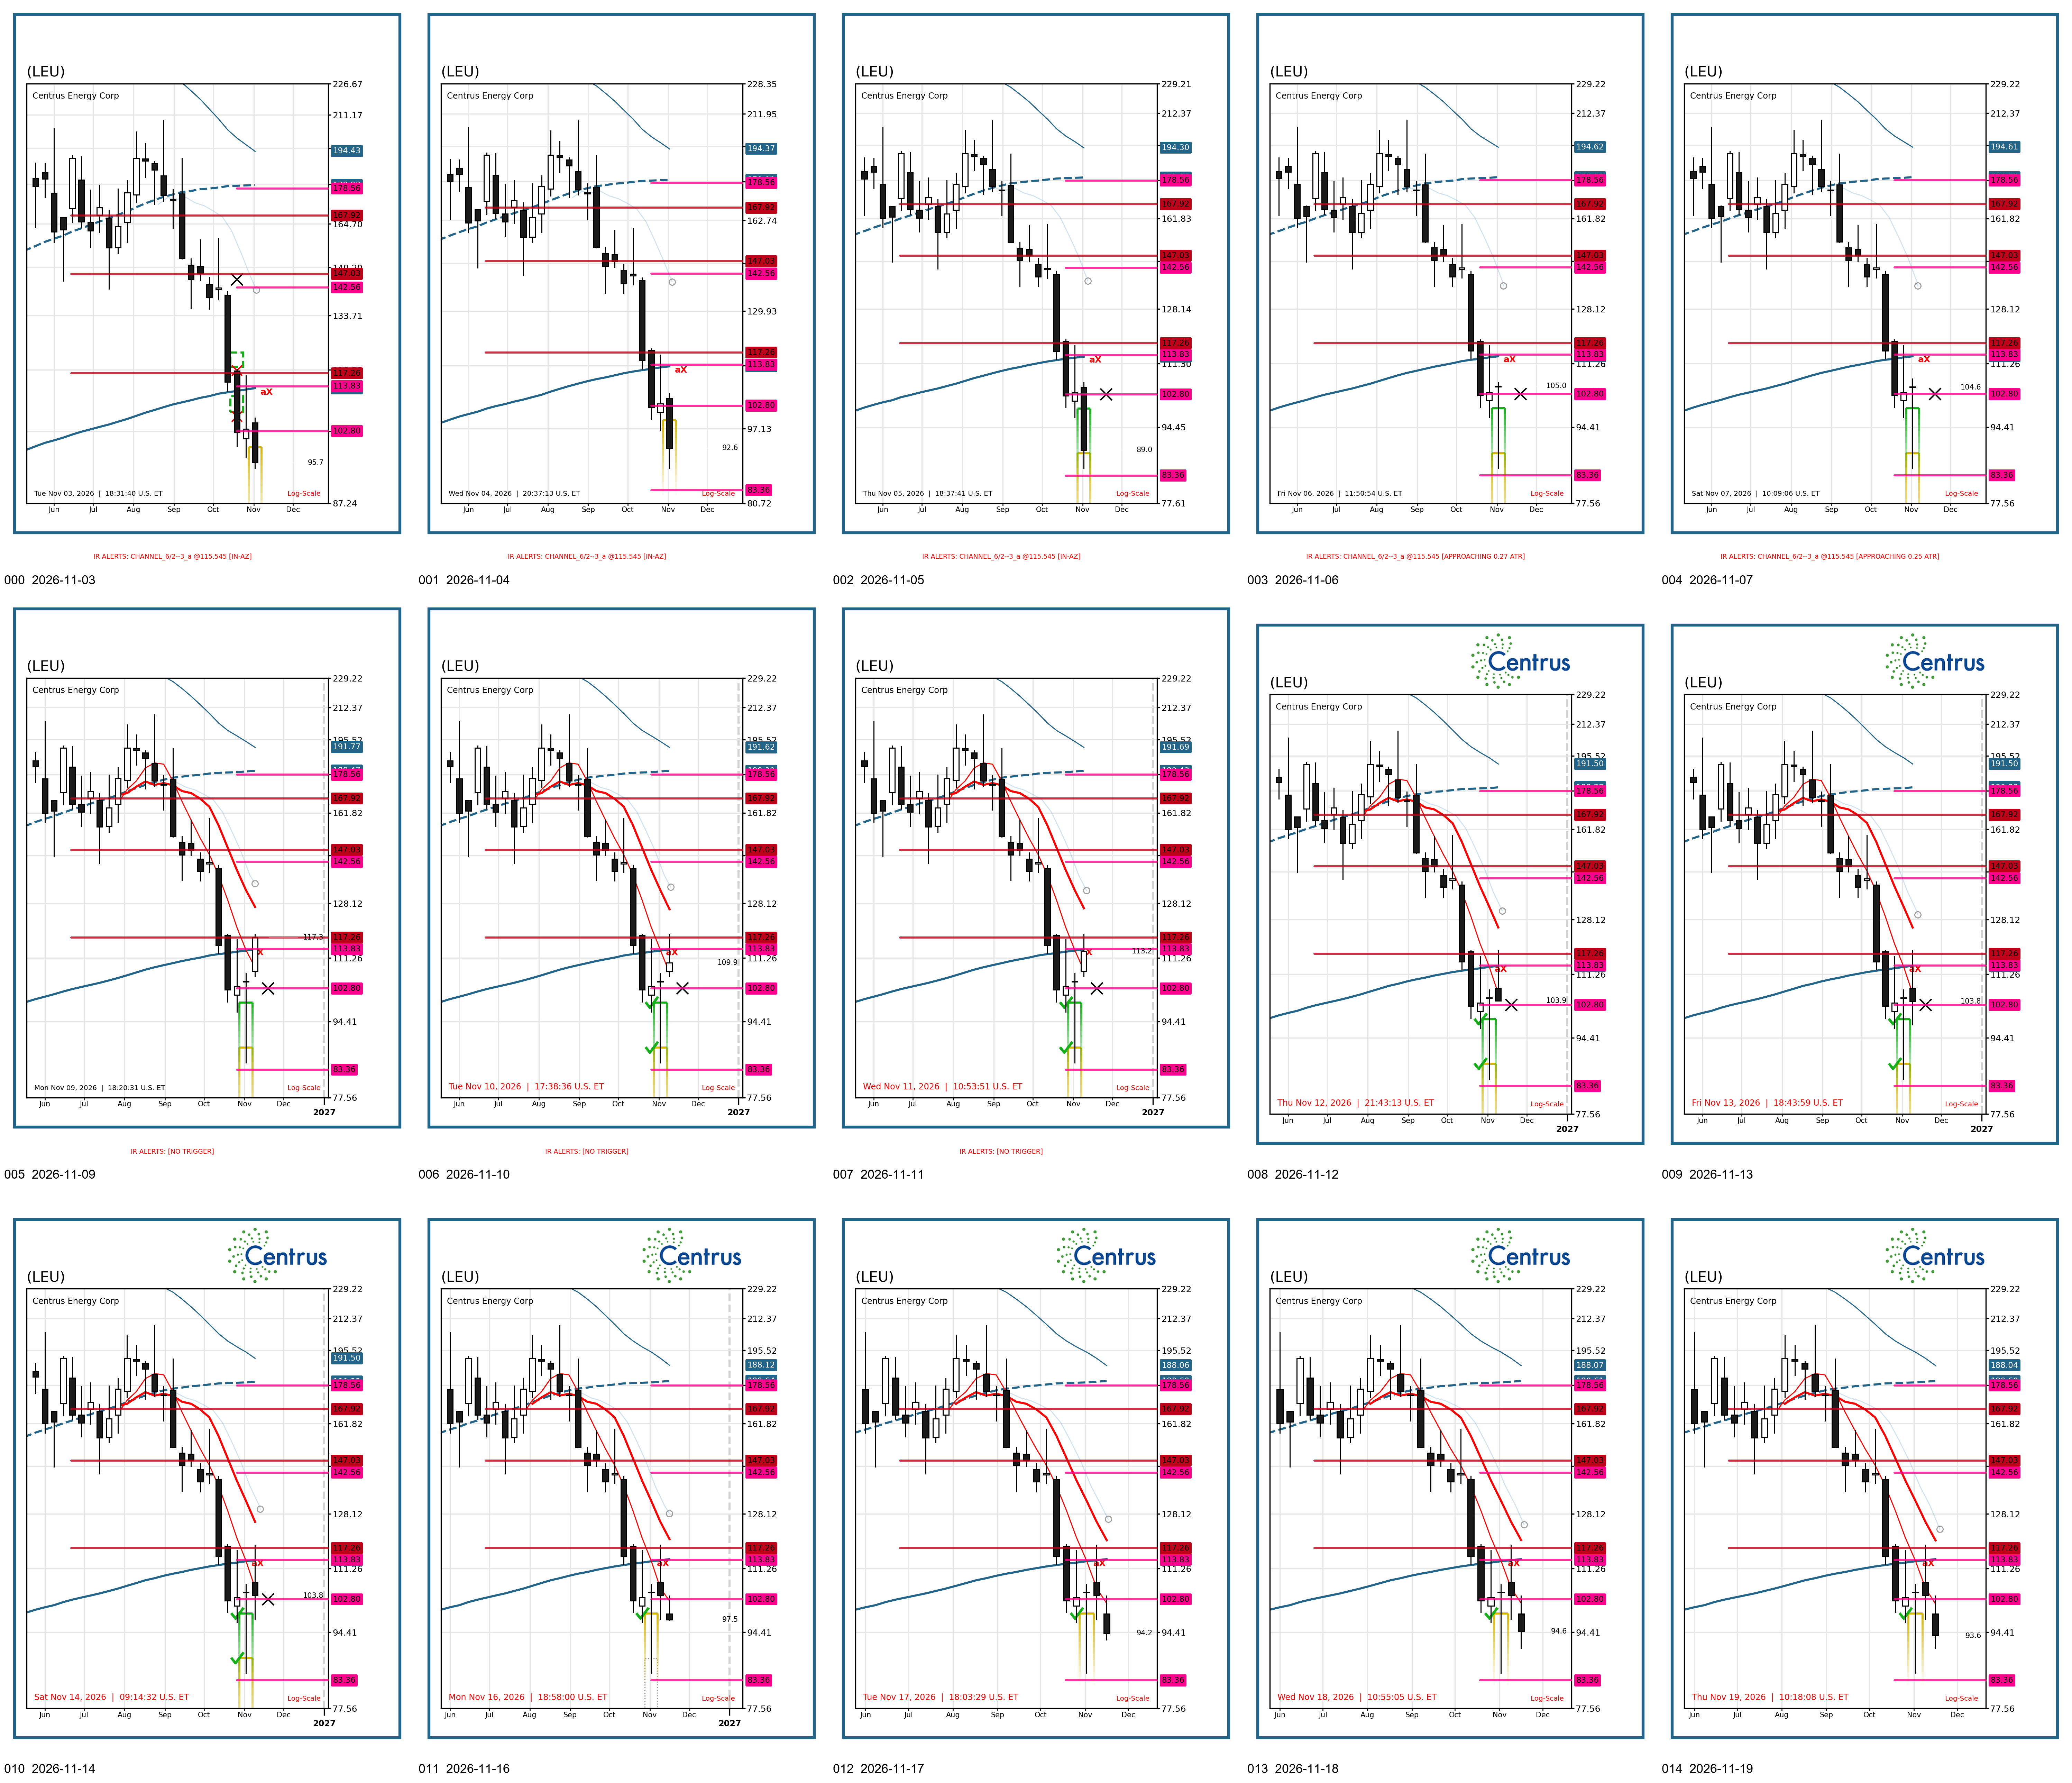 (LEU)
Centrus Energy Corp
226.67
211.17
194.43
178.56
167.92
164.70
147.03
142.56
133.71
117.26
113.83
102.80
95.7
87.24
aX
Tue Nov 03, 2026 | 18:31:40 U.S. ET
Log-Scale
Jun Jul Aug Sep Oct Nov Dec
IR ALERTS: CHANNEL_6/2--3_a @115.545 [IN-AZ]
000 2026-11-03
(LEU)
Centrus Energy Corp
228.35
211.95
194.37
178.56
167.92
162.74
147.03
142.56
129.93
117.26
113.83
aX
102.80
97.13
92.6
83.36
80.72
Wed Nov 04, 2026 | 20:37:13 U.S. ET
Log-Scale
Jun Jul Aug Sep Oct Nov Dec
IR ALERTS: CHANNEL_6/2--3_a @115.545 [IN-AZ]
001 2026-11-04
(LEU)
Centrus Energy Corp
229.21
212.37
194.30
178.56
167.92
161.83
147.03
142.56
128.14
117.26
113.83
aX
111.30
102.80
94.45
89.0
83.36
77.61
Thu Nov 05, 2026 | 18:37:41 U.S. ET
Log-Scale
Jun Jul Aug Sep Oct Nov Dec
IR ALERTS: CHANNEL_6/2--3_a @115.545 [IN-AZ]
002 2026-11-05
(LEU)
Centrus Energy Corp
229.22
212.37
194.62
178.56
167.92
161.82
147.03
142.56
128.12
117.26
113.83
aX
111.26
105.0
102.80
94.41
83.36
77.56
Fri Nov 06, 2026 | 11:50:54 U.S. ET
Log-Scale
Jun Jul Aug Sep Oct Nov Dec
IR ALERTS: CHANNEL_6/2--3_a @115.545 [APPROACHING 0.27 ATR]
003 2026-11-06
(LEU)
Centrus Energy Corp
229.22
212.37
194.61
178.56
167.92
161.82
147.03
142.56
128.12
117.26
113.83
aX
111.26
104.6
102.80
94.41
83.36
77.56
Sat Nov 07, 2026 | 10:09:06 U.S. ET
Log-Scale
Jun Jul Aug Sep Oct Nov Dec
IR ALERTS: CHANNEL_6/2--3_a @115.545 [APPROACHING 0.25 ATR]
004 2026-11-07
(LEU)
Centrus Energy Corp
229.22
212.37
195.52
191.77
178.56
167.92
161.82
147.03
142.56
128.12
117.3
117.26
113.83
111.26
102.80
94.41
83.36
77.56
Mon Nov 09, 2026 | 18:20:31 U.S. ET
Log-Scale
Jun Jul Aug Sep Oct Nov Dec
2027
IR ALERTS: [NO TRIGGER]
005 2026-11-09
(LEU)
Centrus Energy Corp
229.22
212.37
195.52
191.62
178.56
167.92
161.82
147.03
142.56
128.12
117.26
113.83
aX
111.26
109.9
102.80
94.41
83.36
77.56
Tue Nov 10, 2026 | 17:38:36 U.S. ET
Log-Scale
Jun Jul Aug Sep Oct Nov Dec
2027
IR ALERTS: [NO TRIGGER]
006 2026-11-10
(LEU)
Centrus Energy Corp
229.22
212.37
195.52
191.69
178.56
167.92
161.82
147.03
142.56
128.12
117.26
113.83
113.2
111.26
102.80
94.41
83.36
77.56
Wed Nov 11, 2026 | 10:53:51 U.S. ET
Log-Scale
Jun Jul Aug Sep Oct Nov Dec
2027
IR ALERTS: [NO TRIGGER]
007 2026-11-11
Centrus
(LEU)
Centrus Energy Corp
229.22
212.37
195.52
191.50
178.56
167.92
161.82
147.03
142.56
128.12
117.26
113.83
aX
111.26
103.9
102.80
94.41
83.36
77.56
Thu Nov 12, 2026 | 21:43:13 U.S. ET
Log-Scale
Jun Jul Aug Sep Oct Nov Dec
2027
008 2026-11-12
Centrus
(LEU)
Centrus Energy Corp
229.22
212.37
195.52
191.50
178.56
167.92
161.82
147.03
142.56
128.12
117.26
113.83
aX
111.26
103.8
102.80
94.41
83.36
77.56
Fri Nov 13, 2026 | 18:43:59 U.S. ET
Log-Scale
Jun Jul Aug Sep Oct Nov Dec
2027
009 2026-11-13
Centrus
(LEU)
Centrus Energy Corp
229.22
212.37
195.52
191.50
178.56
167.92
161.82
147.03
142.56
128.12
117.26
113.83
aX
111.26
103.8
102.80
94.41
83.36
77.56
Sat Nov 14, 2026 | 09:14:32 U.S. ET
Log-Scale
Jun Jul Aug Sep Oct Nov Dec
2027
010 2026-11-14
Centrus
(LEU)
Centrus Energy Corp
229.22
212.37
195.52
188.12
178.56
167.92
161.82
147.03
142.56
128.12
117.26
113.83
aX
111.26
102.80
97.5
94.41
83.36
77.56
Mon Nov 16, 2026 | 18:58:00 U.S. ET
Log-Scale
Jun Jul Aug Sep Oct Nov Dec
2027
011 2026-11-16
Centrus
(LEU)
Centrus Energy Corp
229.22
212.37
195.52
188.06
178.56
167.92
161.82
147.03
142.56
128.12
117.26
113.83
aX
111.26
102.80
94.2
94.41
83.36
77.56
Tue Nov 17, 2026 | 18:03:29 U.S. ET
Log-Scale
Jun Jul Aug Sep Oct Nov Dec
012 2026-11-17
Centrus
(LEU)
Centrus Energy Corp
229.22
212.37
195.52
188.07
178.56
167.92
161.82
147.03
142.56
128.12
117.26
113.83
aX
111.26
102.80
94.6
94.41
83.36
77.56
Wed Nov 18, 2026 | 10:55:05 U.S. ET
Log-Scale
Jun Jul Aug Sep Oct Nov Dec
013 2026-11-18
Centrus
(LEU)
Centrus Energy Corp
229.22
212.37
195.52
188.04
178.56
167.92
161.82
147.03
142.56
128.12
117.26
113.83
aX
111.26
102.80
94.41
93.6
83.36
77.56
Thu Nov 19, 2026 | 10:18:08 U.S. ET
Log-Scale
Jun Jul Aug Sep Oct Nov Dec
014 2026-11-19